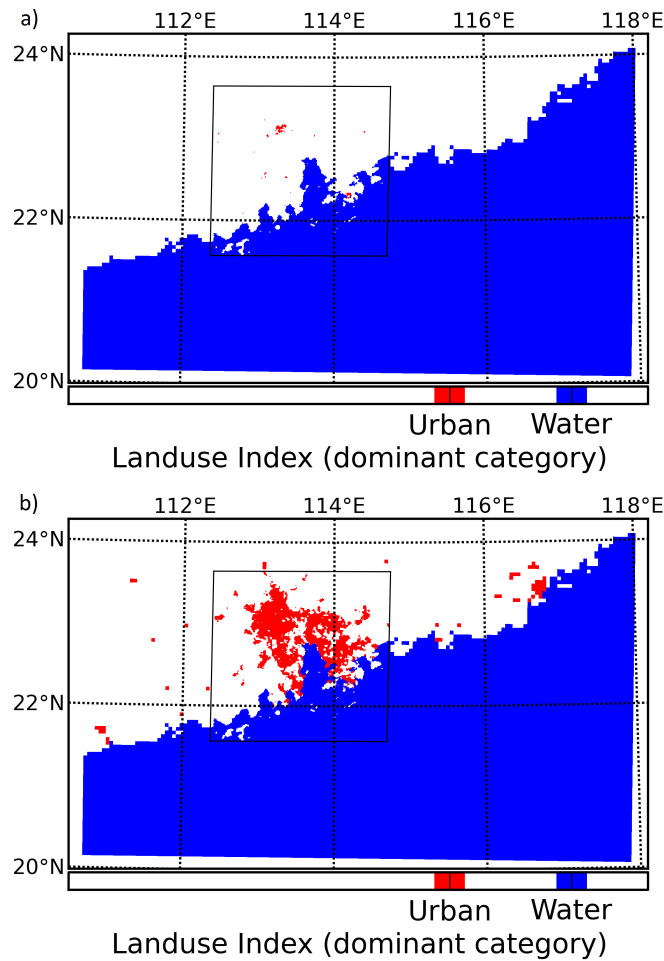 a)
112°E 114°E 116°E 118°E
24°N
22°N
20°N
Urban Water
Landuse Index (dominant category)
b)
112°E 114°E 116°E 118°E
24°N
22°N
20°N
Urban Water
Landuse Index (dominant category)